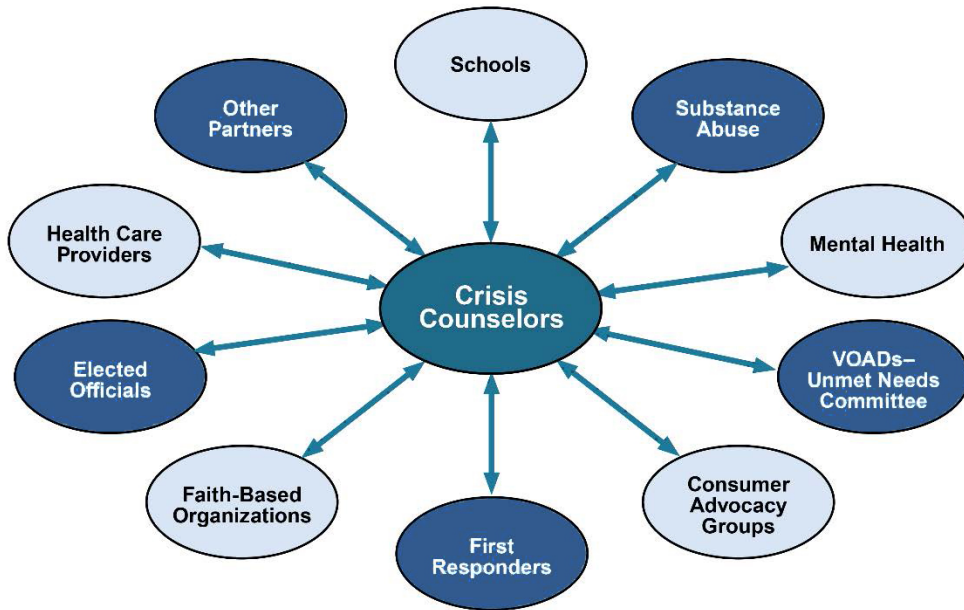 Schools
Other
Partners
Substance
Abuse
Health Care
Providers
Mental Health
Crisis
Counselors
Elected
Officials
VOADs–
Unmet Needs
Committee
Faith-Based
Organizations
Consumer
Advocacy
Groups
First
Responders